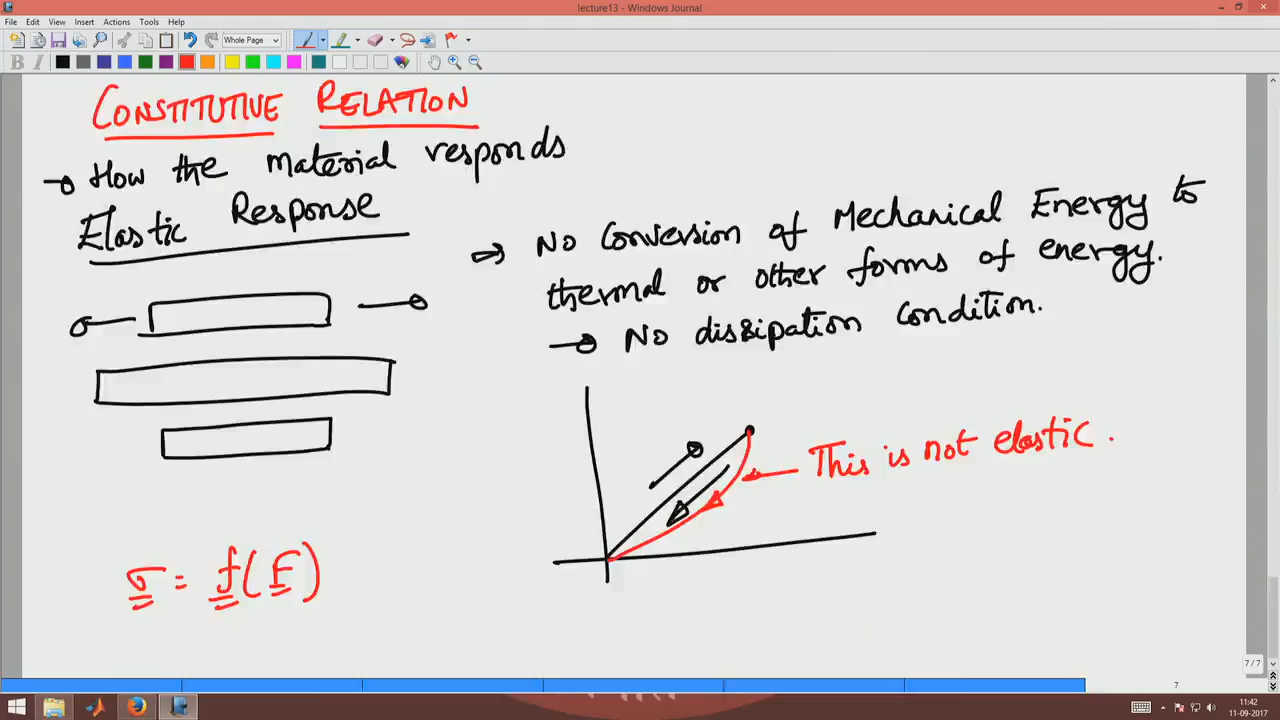 lecture13 - Windows Journal
File Edit View Insert Actions Tools Help
Whole Page
B I
CONSTITUTIVE RELATION
How the material responds
Elastic Response
No conversion of Mechanical Energy to
thermal or other forms of energy.
No dissipation condition.
This is not elastic.
σ = f(F)
7/7
7
11:42
11-09-2017